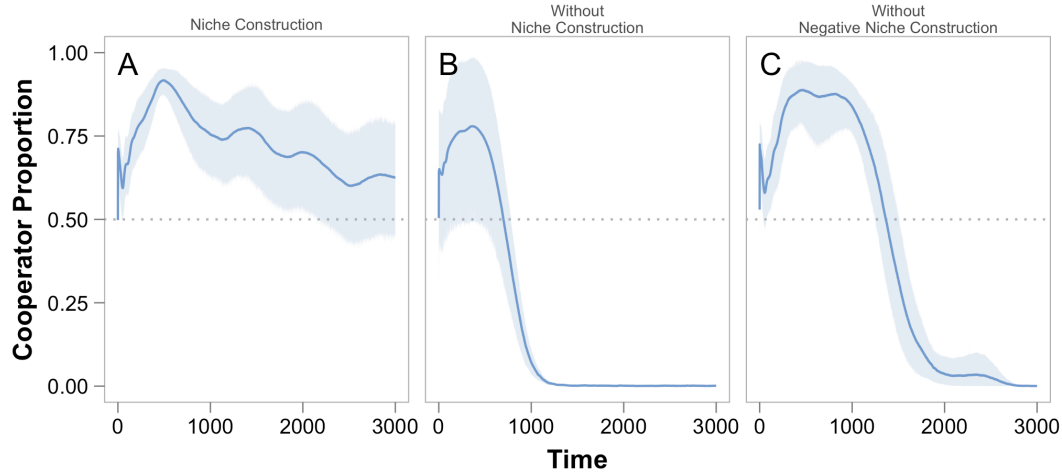 Niche Construction
Without
Niche Construction
Without
Negative Niche Construction
A
B
C
Cooperator Proportion
1.00
0.75
0.50
0.25
0.00
0 1000 2000 3000
0 1000 2000 3000
0 1000 2000 3000
Time